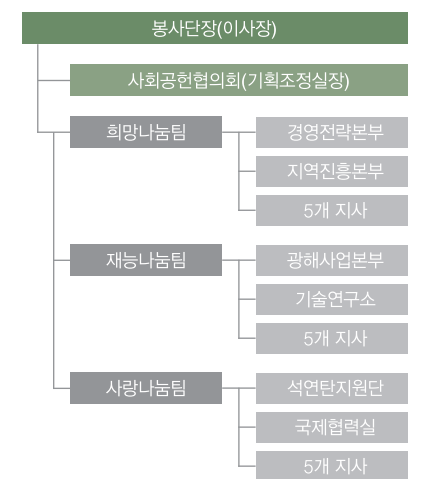 봉사단장(이사장)
사회공헌협의회(기획조정실장)
희망나눔팀
경영전략본부
지역진흥본부
5개 지사
재능나눔팀
광해사업본부
기술연구소
5개 지사
사랑나눔팀
석연탄지원단
국제협력실
5개 지사